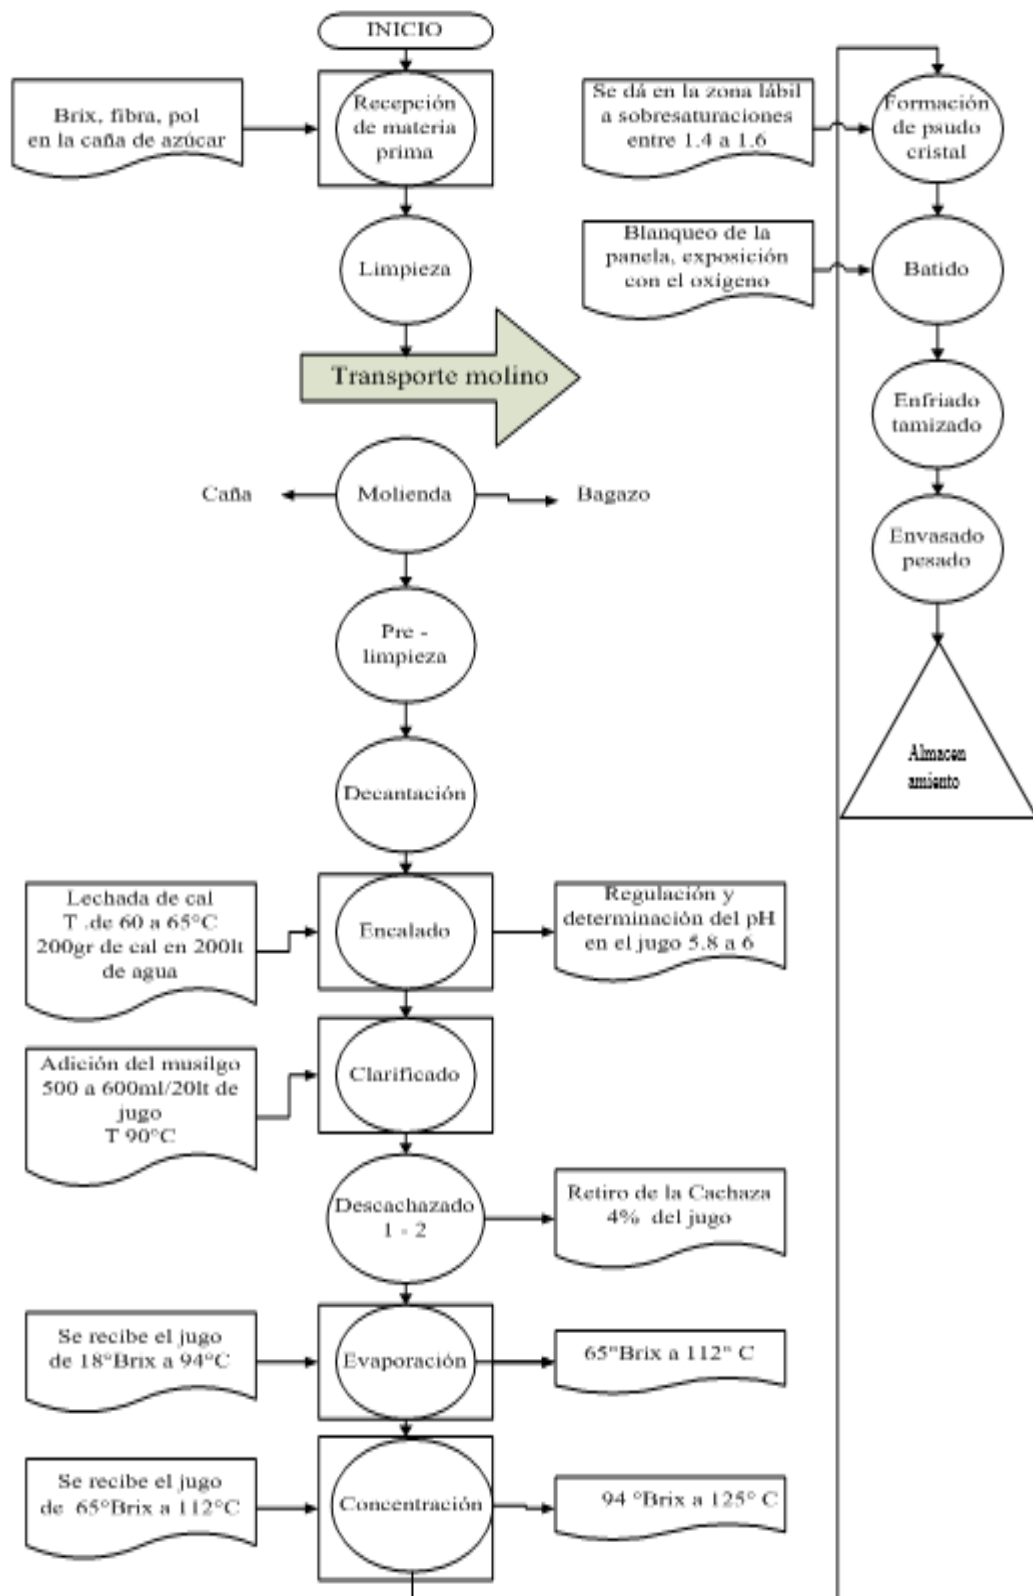 INICIO
Brix, fibra, pol
en la caña de azúcar
Recepción
de materia
prima
Limpieza
Transporte molino
Caña
Molienda
Bagazo
Pre -
limpieza
Decantación
Lechada de cal
T .de 60 a 65°C
200gr de cal en 200lt
de agua
Encalado
Regulación y
determinación del pH
en el jugo 5.8 a 6
Adición del musilgo
500 a 600ml/20lt de
jugo
T 90°C
Clarificado
Descachazado
1 - 2
Retiro de la Cachaza
4% del jugo
Se recibe el jugo
de 18°Brix a 94°C
Evaporación
65°Brix a 112° C
Se recibe el jugo
de 65°Brix a 112°C
Concentración
94 °Brix a 125° C
Se dá en la zona lábil
a sobresaturaciones
entre 1.4 a 1.6
Formación
de psudo
cristal
Blanqueo de la
panela, exposición
con el oxígeno
Batido
Enfriado
tamizado
Envasado
pesado
Almacen
amiento